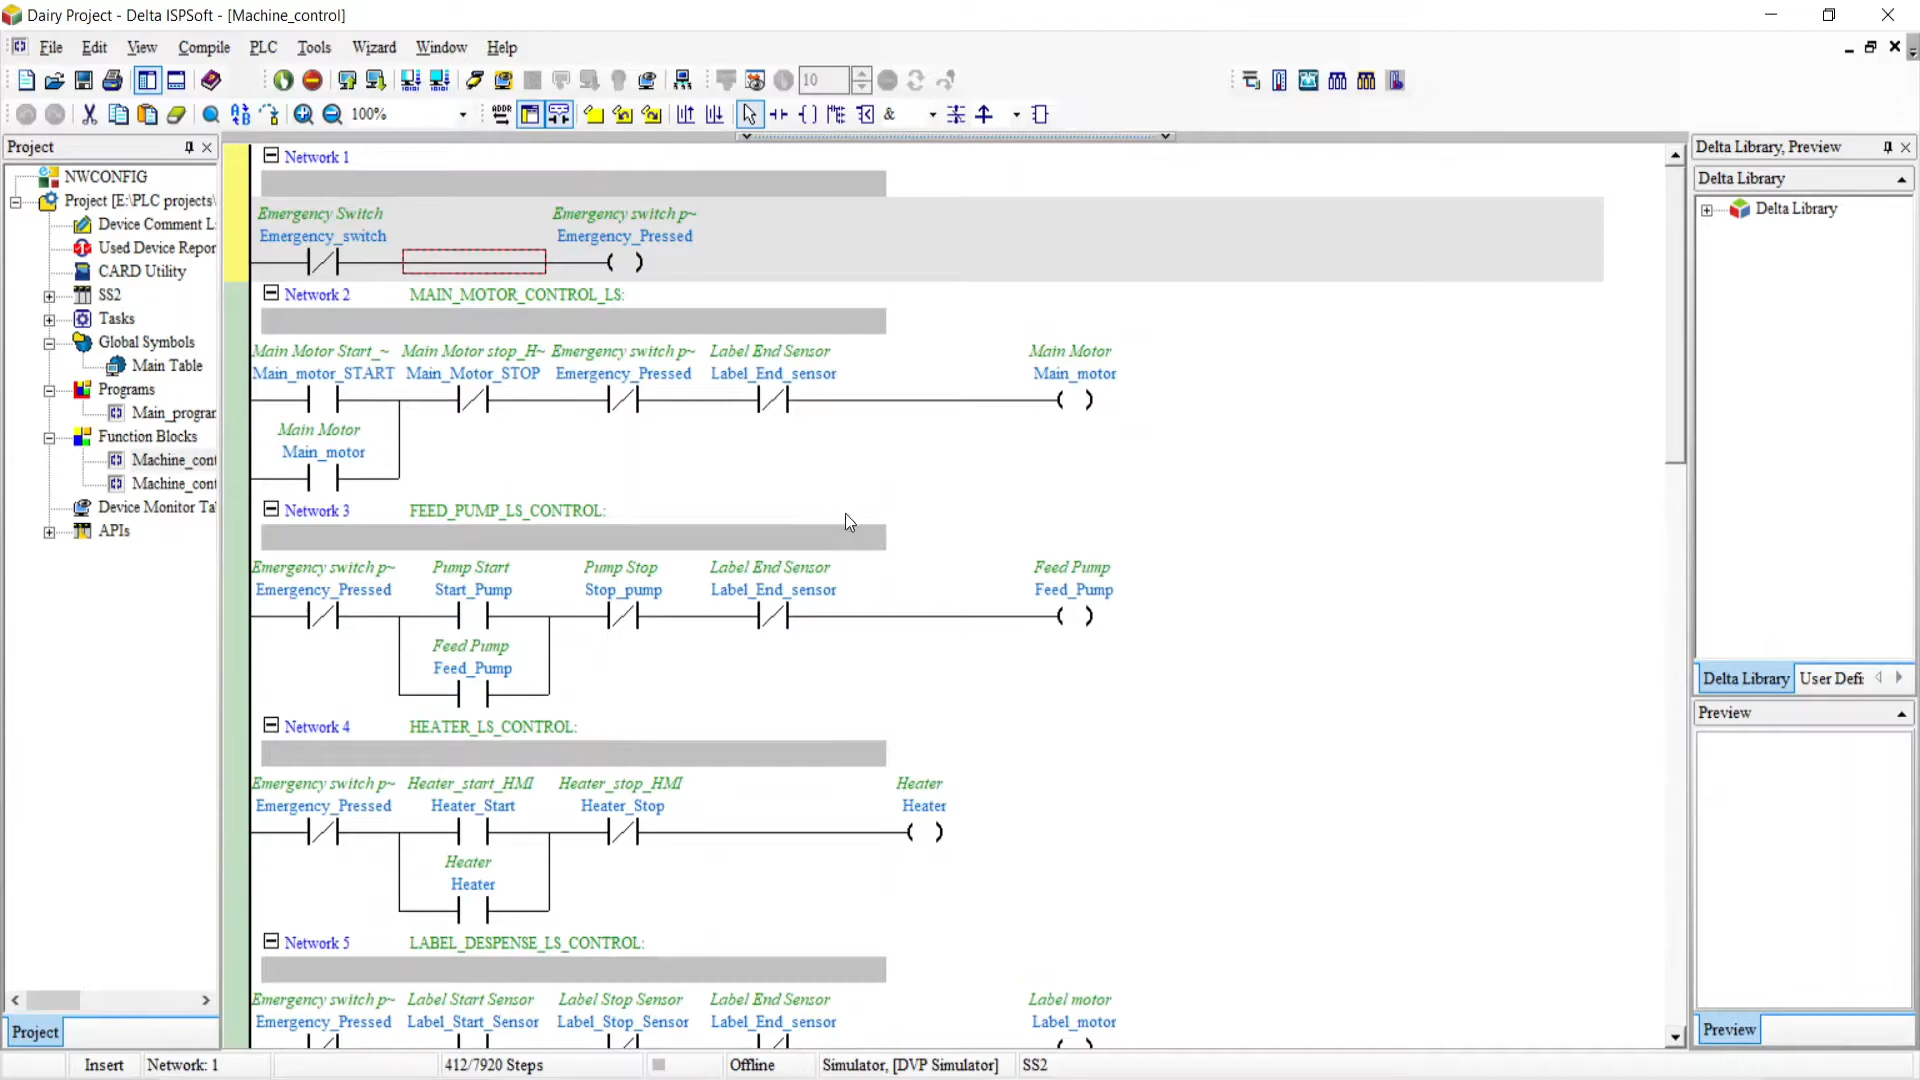 Dairy Project - Delta ISPSoft - [Machine_control]
File Edit View Compile PLC Tools Wizard Window Help
10
100% ADDR &
Project
NWCONFIG
Project [E:\PLC projects\
Device Comment L
Used Device Repor
CARD Utility
SS2
Tasks
Global Symbols
Main Table
Programs
Main_progran
Function Blocks
Machine_cont
Machine_cont
Device Monitor Ta
APIs
Project
Network 1
Emergency Switch Emergency switch p~
Emergency_switch Emergency_Pressed
Network 2 MAIN_MOTOR_CONTROL_LS:
Main Motor Start_~ Main Motor stop_H~ Emergency switch p~ Label End Sensor Main Motor
Main_motor_START Main_Motor_STOP Emergency_Pressed Label_End_sensor Main_motor
Main Motor
Main_motor
Network 3 FEED_PUMP_LS_CONTROL:
Emergency switch p~ Pump Start Pump Stop Label End Sensor Feed Pump
Emergency_Pressed Start_Pump Stop_pump Label_End_sensor Feed_Pump
Feed Pump
Feed_Pump
Network 4 HEATER_LS_CONTROL:
Emergency switch p~ Heater_start_HMI Heater_stop_HMI Heater
Emergency_Pressed Heater_Start Heater_Stop Heater
Heater
Heater
Network 5 LABEL_DESPENSE_LS_CONTROL:
Emergency switch p~ Label Start Sensor Label Stop Sensor Label End Sensor Label motor
Emergency_Pressed Label_Start_Sensor Label_Stop_Sensor Label_End_sensor Label_motor
Delta Library, Preview
Delta Library
Delta Library
Delta Library User Defi
Preview
Preview
Insert Network: 1 412/7920 Steps Offline Simulator, [DVP Simulator] SS2